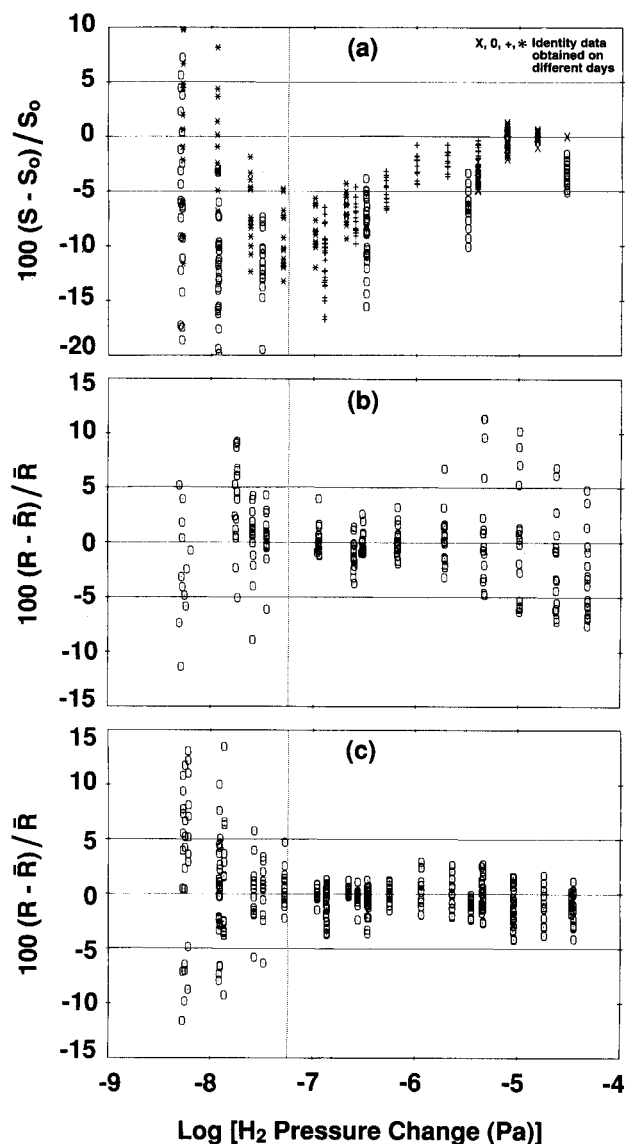 (a)
X, 0, +, * Identity data
obtained on
different days
10
5
0
-5
-10
-15
-20
100 (S - S₀) / S₀
(b)
15
10
5
0
-5
-10
-15
100 (R - R̄) / R̄
(c)
15
10
5
0
-5
-10
-15
100 (R - R̄) / R̄
-9
-8
-7
-6
-5
-4
Log [H₂ Pressure Change (Pa)]